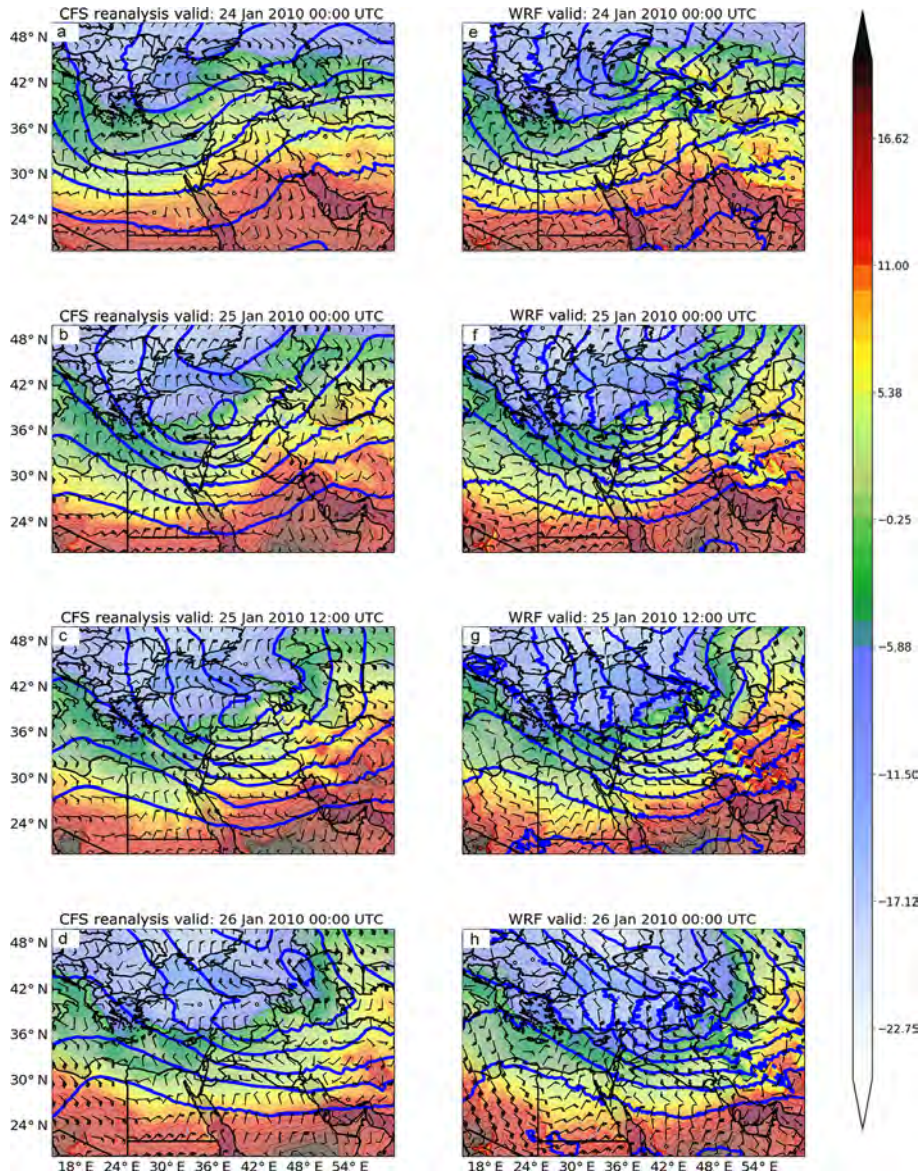 CFS reanalysis valid: 24 Jan 2010 00:00 UTC
WRF valid: 24 Jan 2010 00:00 UTC
a
e
48° N
42° N
36° N
30° N
24° N
CFS reanalysis valid: 25 Jan 2010 00:00 UTC
WRF valid: 25 Jan 2010 00:00 UTC
b
f
48° N
42° N
36° N
30° N
24° N
CFS reanalysis valid: 25 Jan 2010 12:00 UTC
WRF valid: 25 Jan 2010 12:00 UTC
c
g
48° N
42° N
36° N
30° N
24° N
CFS reanalysis valid: 26 Jan 2010 00:00 UTC
WRF valid: 26 Jan 2010 00:00 UTC
d
h
48° N
42° N
36° N
30° N
24° N
18° E 24° E 30° E 36° E 42° E 48° E 54° E
18° E 24° E 30° E 36° E 42° E 48° E 54° E
16.62
11.00
5.38
−0.25
−5.88
−11.50
−17.12
−22.75